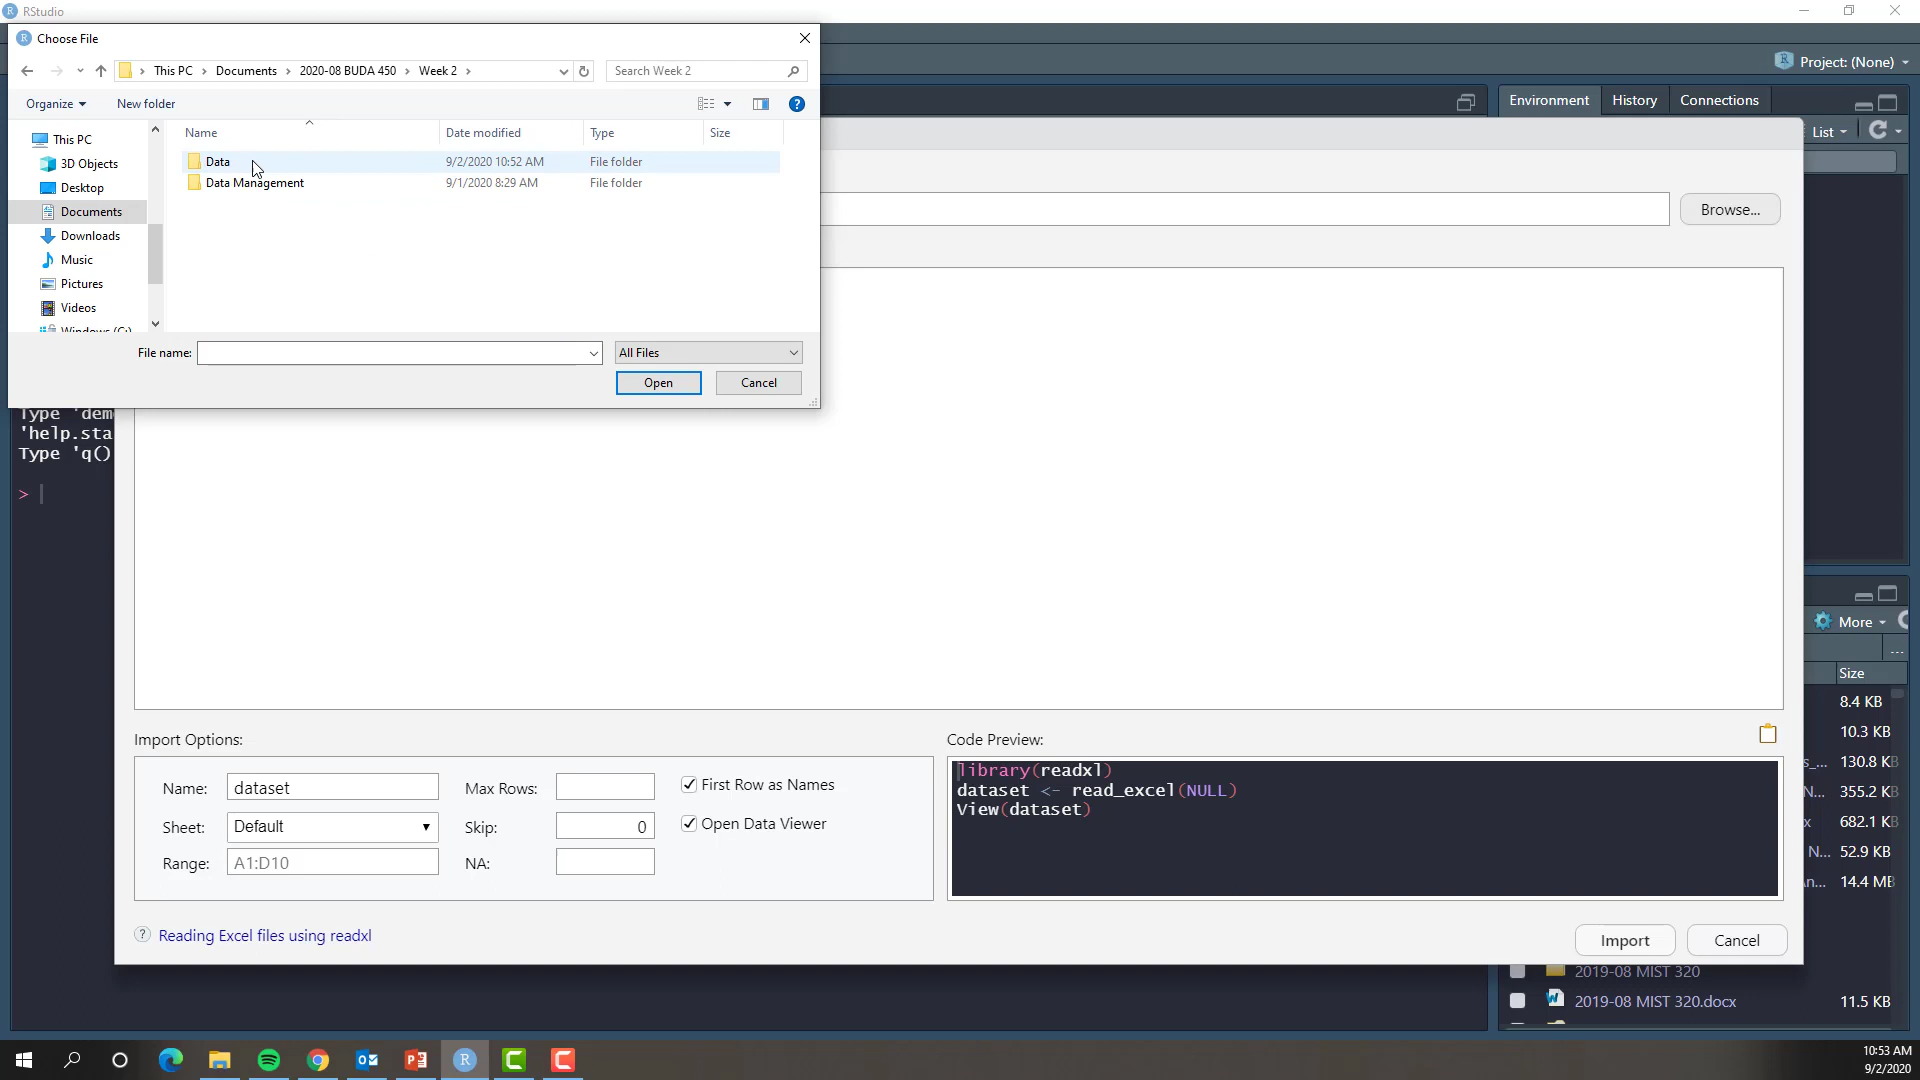 RStudio
Choose File
This PC > Documents > 2020-08 BUDA 450 > Week 2 >
Search Week 2
Project: (None)
Organize
New folder
Environment
History
Connections
Name
Date modified
Type
Size
List
This PC
3D Objects
Desktop
Documents
Downloads
Music
Pictures
Videos
Windows (C:)
Data
9/2/2020 10:52 AM
File folder
Data Management
9/1/2020 8:29 AM
File folder
Browse...
File name:
All Files
Open
Cancel
Type 'dem
'help.sta
Type 'q()
>
More
...
Size
8.4 KB
10.3 KB
s_... 130.8 KB
N... 355.2 KB
x 682.1 KB
N... 52.9 KB
An... 14.4 MB
Import Options:
Name: dataset
Max Rows:
First Row as Names
Sheet: Default
Skip: 0
Open Data Viewer
Range: A1:D10
NA:
Code Preview:
library(readxl)
dataset <- read_excel(NULL)
View(dataset)
? Reading Excel files using readxl
Import
Cancel
2019-08 MIST 320
2019-08 MIST 320.docx
11.5 KB
10:53 AM
9/2/2020